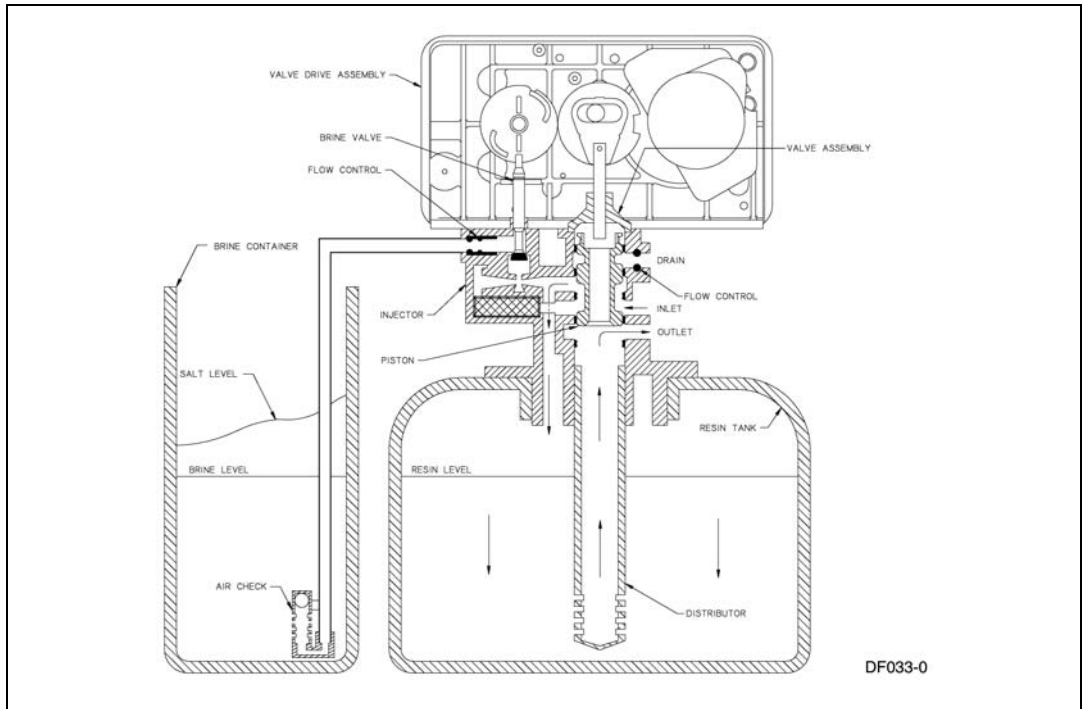 VALVE DRIVE ASSEMBLY
BRINE VALVE
VALVE ASSEMBLY
FLOW CONTROL
BRINE CONTAINER
DRAIN
FLOW CONTROL
INJECTOR
INLET
OUTLET
PISTON
SALT LEVEL
RESIN TANK
BRINE LEVEL
RESIN LEVEL
AIR CHECK
DISTRIBUTOR
DF033-0